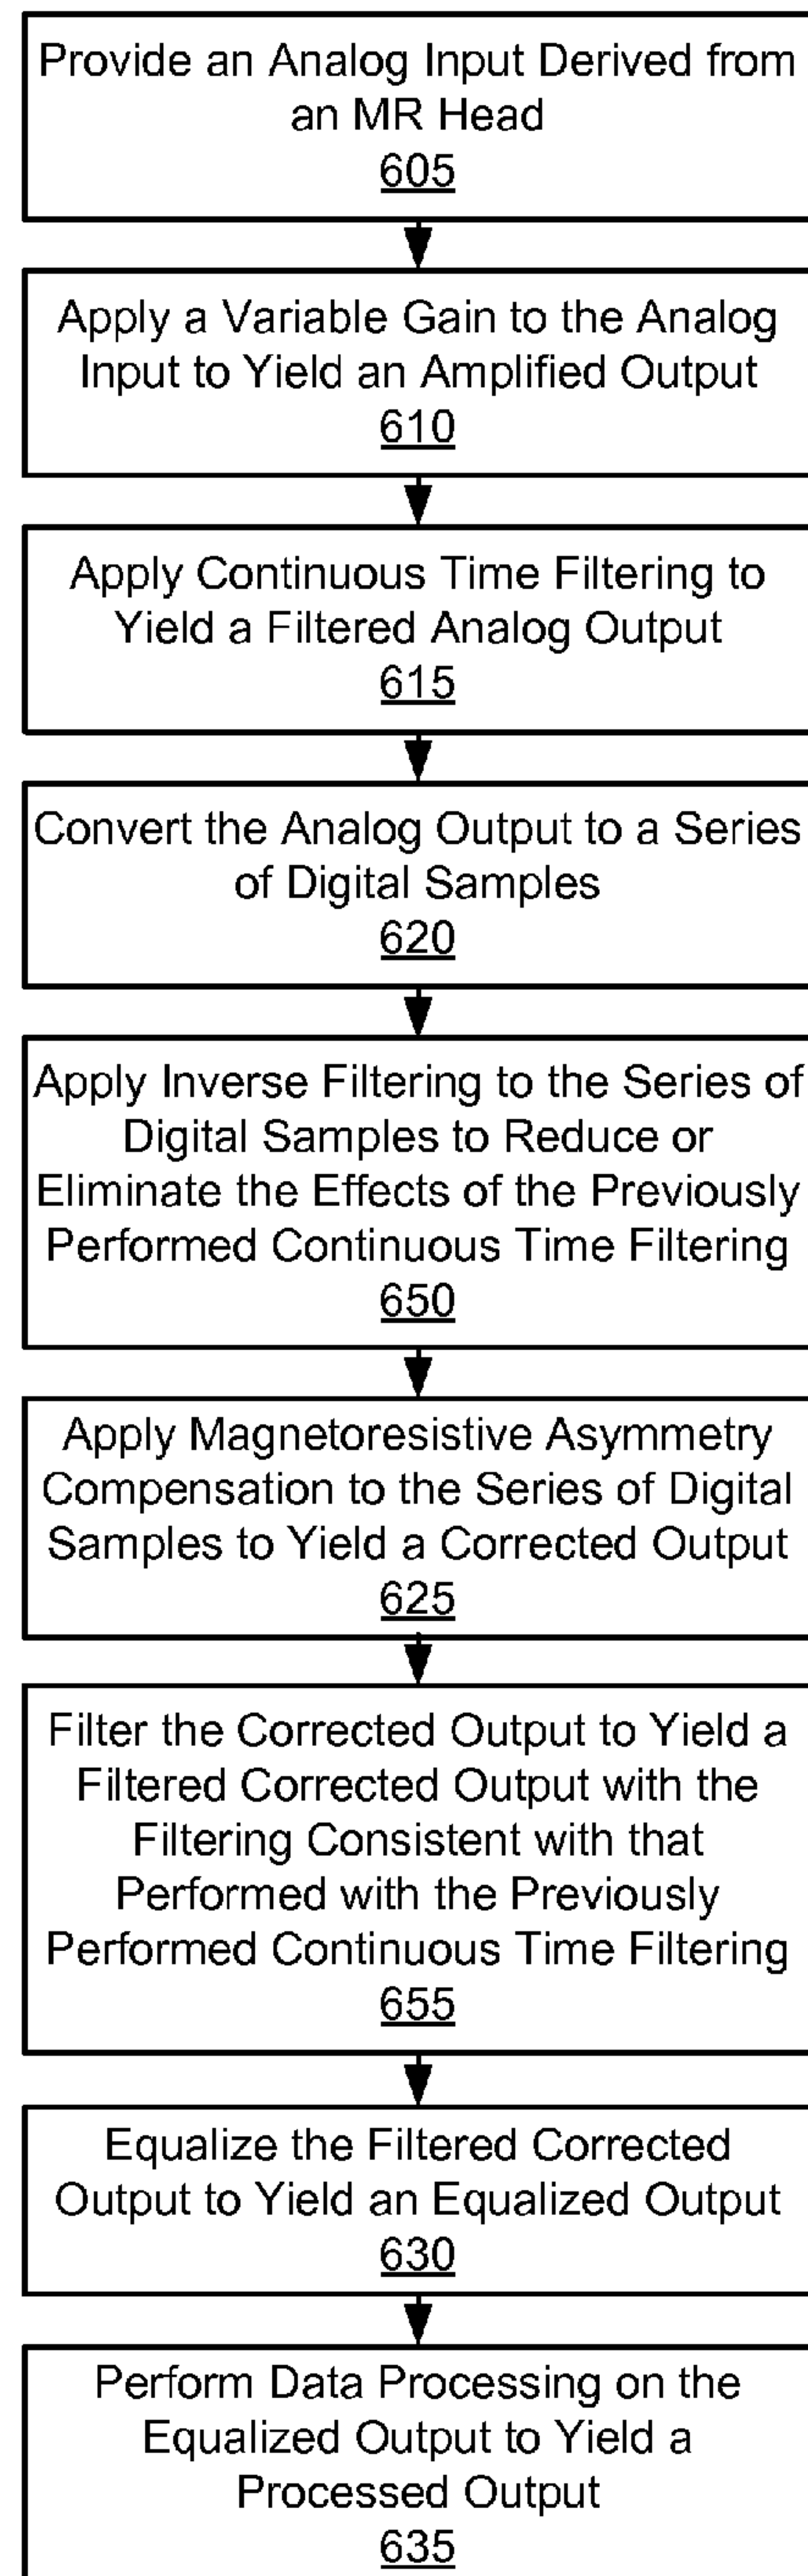 Provide an Analog Input Derived from
an MR Head
605
Apply a Variable Gain to the Analog
Input to Yield an Amplified Output
610
Apply Continuous Time Filtering to
Yield a Filtered Analog Output
615
Convert the Analog Output to a Series
of Digital Samples
620
Apply Inverse Filtering to the Series of
Digital Samples to Reduce or
Eliminate the Effects of the Previously
Performed Continuous Time Filtering
650
Apply Magnetoresistive Asymmetry
Compensation to the Series of Digital
Samples to Yield a Corrected Output
625
Filter the Corrected Output to Yield a
Filtered Corrected Output with the
Filtering Consistent with that
Performed with the Previously
Performed Continuous Time Filtering
655
Equalize the Filtered Corrected
Output to Yield an Equalized Output
630
Perform Data Processing on the
Equalized Output to Yield a
Processed Output
635